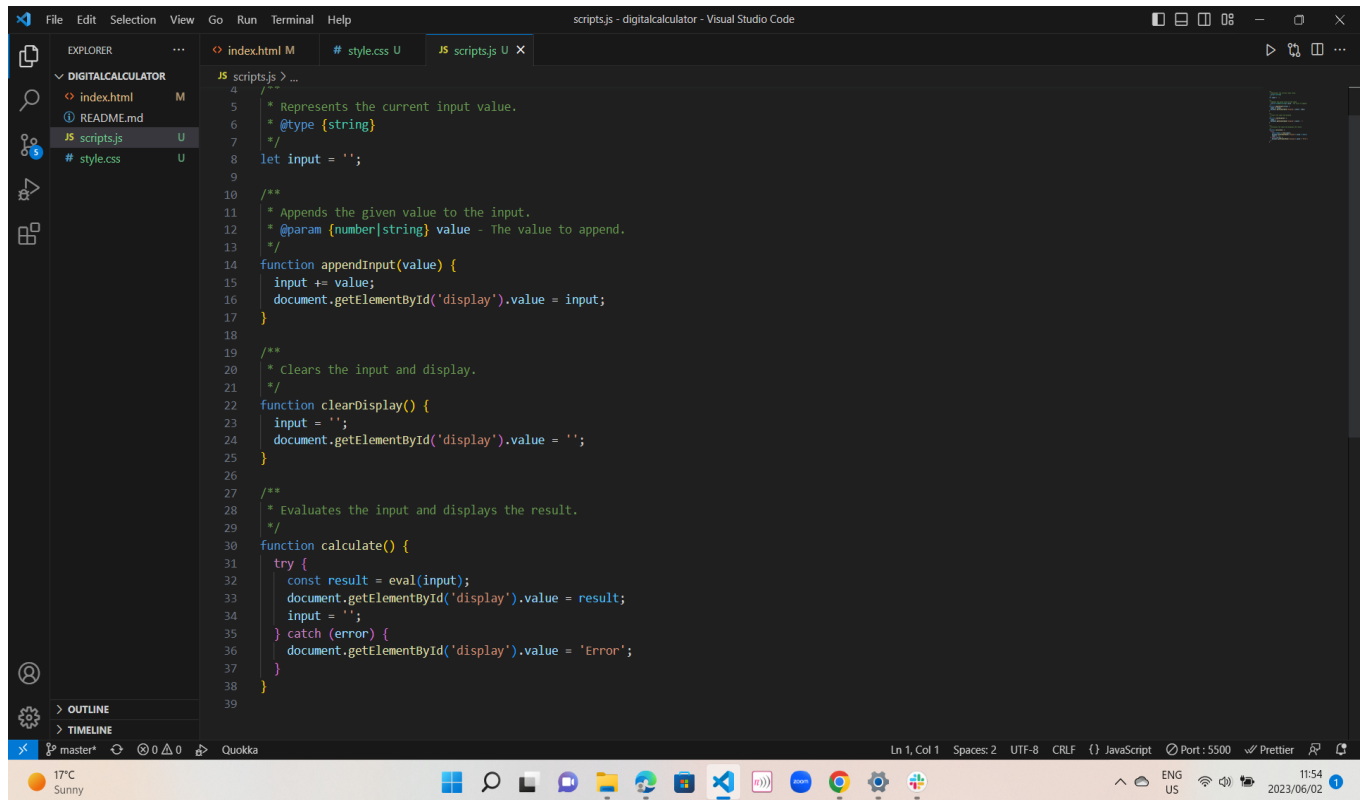 File Edit Selection View Go Run Terminal Help
scripts.js - digitalcalculator - Visual Studio Code
EXPLORER
DIGITALCALCULATOR
<> index.html M
README.md
JS scripts.js U
# style.css U
OUTLINE
TIMELINE
<> index.html M
# style.css U
JS scripts.js U
JS scripts.js > ...
4 /**
5 * Represents the current input value.
6 * @type {string}
7 */
8 let input = '';
9
10 /**
11 * Appends the given value to the input.
12 * @param {number|string} value - The value to append.
13 */
14 function appendInput(value) {
15 input += value;
16 document.getElementById('display').value = input;
17 }
18
19 /**
20 * Clears the input and display.
21 */
22 function clearDisplay() {
23 input = '';
24 document.getElementById('display').value = '';
25 }
26
27 /**
28 * Evaluates the input and displays the result.
29 */
30 function calculate() {
31 try {
32 const result = eval(input);
33 document.getElementById('display').value = result;
34 input = '';
35 } catch (error) {
36 document.getElementById('display').value = 'Error';
37 }
38 }
39
5
master* 0 0 Quokka
Ln 1, Col 1 Spaces: 2 UTF-8 CRLF {} JavaScript Port : 5500 Prettier
17°C
Sunny
zoom
ENG
US
11:54
2023/06/02
1